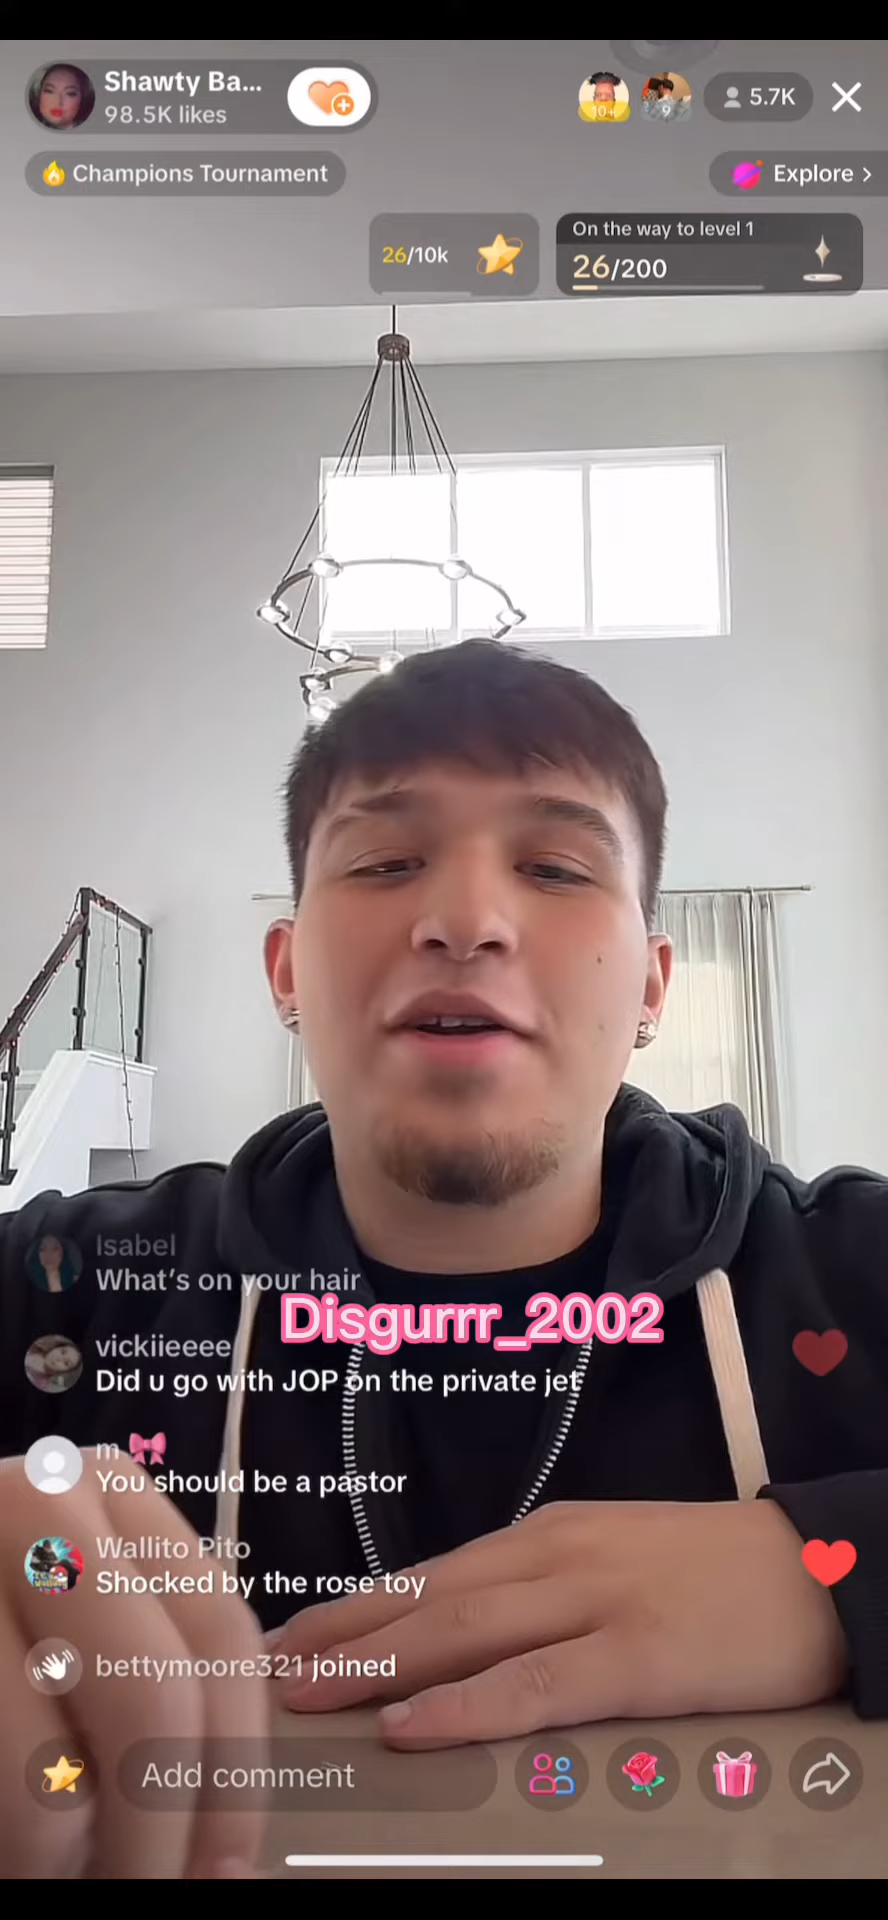 Shawty Ba...
98.5K likes
10+
9
5.7K
Champions Tournament
Explore
26/10k
On the way to level 1
26/200
Isabel
What's on your hair
Disgurrr_2002
vickiieeee
Did u go with JOP on the private jet
m 🎀
You should be a pastor
Wallito Pito
Shocked by the rose toy
bettymoore321 joined
Add comment